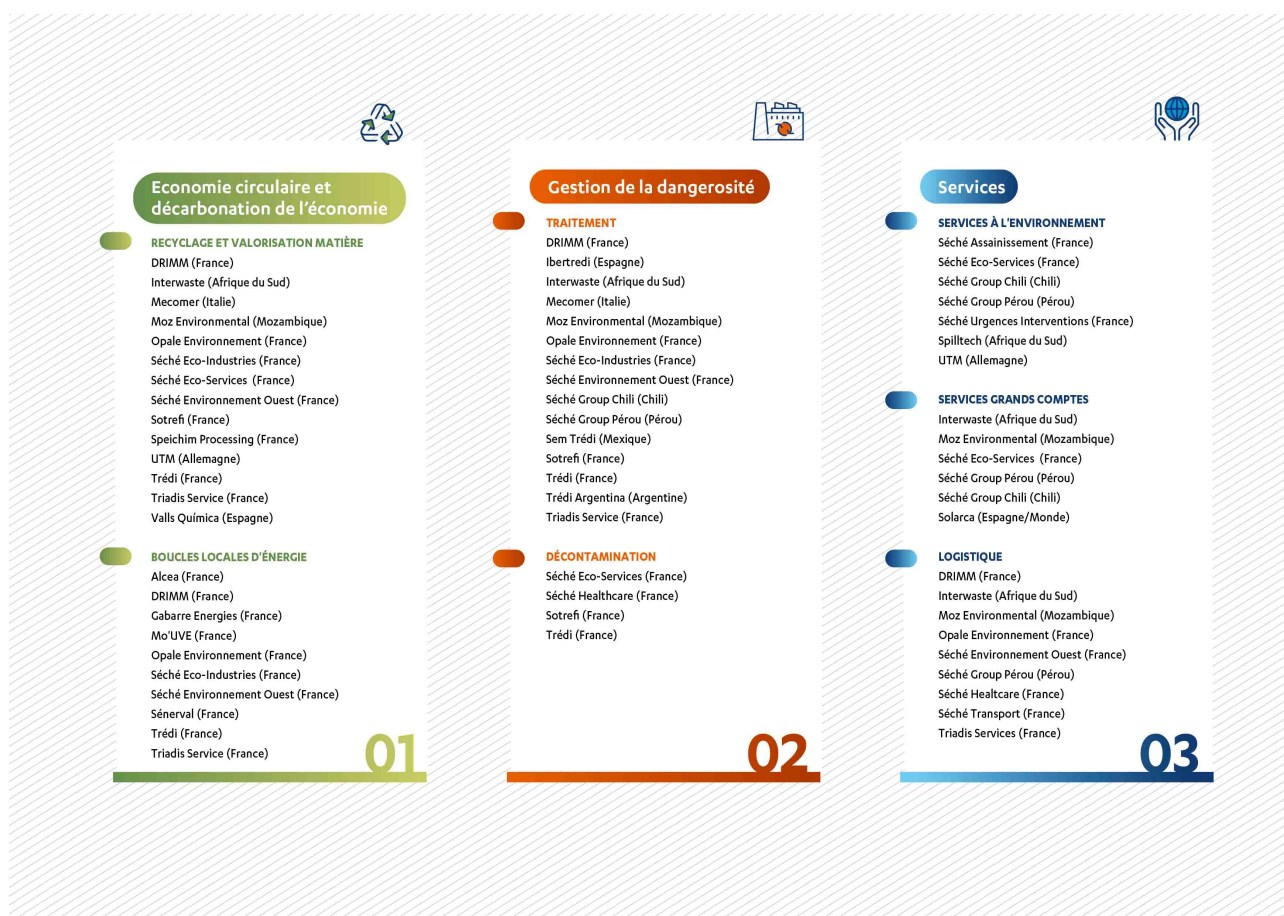 Economie circulaire et
décarbonation de l'économie
RECYCLAGE ET VALORISATION MATIÈRE
DRIMM (France)
Interwaste (Afrique du Sud)
Mecomer (Italie)
Moz Environmental (Mozambique)
Opale Environnement (France)
Séché Eco-Industries (France)
Séché Eco-Services (France)
Séché Environnement Ouest (France)
Sotrefi (France)
Speichim Processing (France)
UTM (Allemagne)
Trédi (France)
Triadis Service (France)
Valls Química (Espagne)
BOUCLES LOCALES D'ÉNERGIE
Alcea (France)
DRIMM (France)
Gabarre Energies (France)
Mo'UVE (France)
Opale Environnement (France)
Séché Eco-Industries (France)
Séché Environnement Ouest (France)
Sénerval (France)
Trédi (France)
Triadis Service (France)
01
Gestion de la dangerosité
TRAITEMENT
DRIMM (France)
Ibertredi (Espagne)
Interwaste (Afrique du Sud)
Mecomer (Italie)
Moz Environmental (Mozambique)
Opale Environnement (France)
Séché Eco-Industries (France)
Séché Environnement Ouest (France)
Séché Group Chili (Chili)
Séché Group Pérou (Pérou)
Sem Trédi (Mexique)
Sotrefi (France)
Trédi (France)
Trédi Argentina (Argentine)
Triadis Service (France)
DÉCONTAMINATION
Séché Eco-Services (France)
Séché Healthcare (France)
Sotrefi (France)
Trédi (France)
02
Services
SERVICES À L'ENVIRONNEMENT
Séché Assainissement (France)
Séché Eco-Services (France)
Séché Group Chili (Chili)
Séché Group Pérou (Pérou)
Séché Urgences Interventions (France)
Spilltech (Afrique du Sud)
UTM (Allemagne)
SERVICES GRANDS COMPTES
Interwaste (Afrique du Sud)
Moz Environmental (Mozambique)
Séché Eco-Services (France)
Séché Group Pérou (Pérou)
Séché Group Chili (Chili)
Solarca (Espagne/Monde)
LOGISTIQUE
DRIMM (France)
Interwaste (Afrique du Sud)
Moz Environmental (Mozambique)
Opale Environnement (France)
Séché Environnement Ouest (France)
Séché Group Pérou (Pérou)
Séché Healtcare (France)
Séché Transport (France)
Triadis Services (France)
03